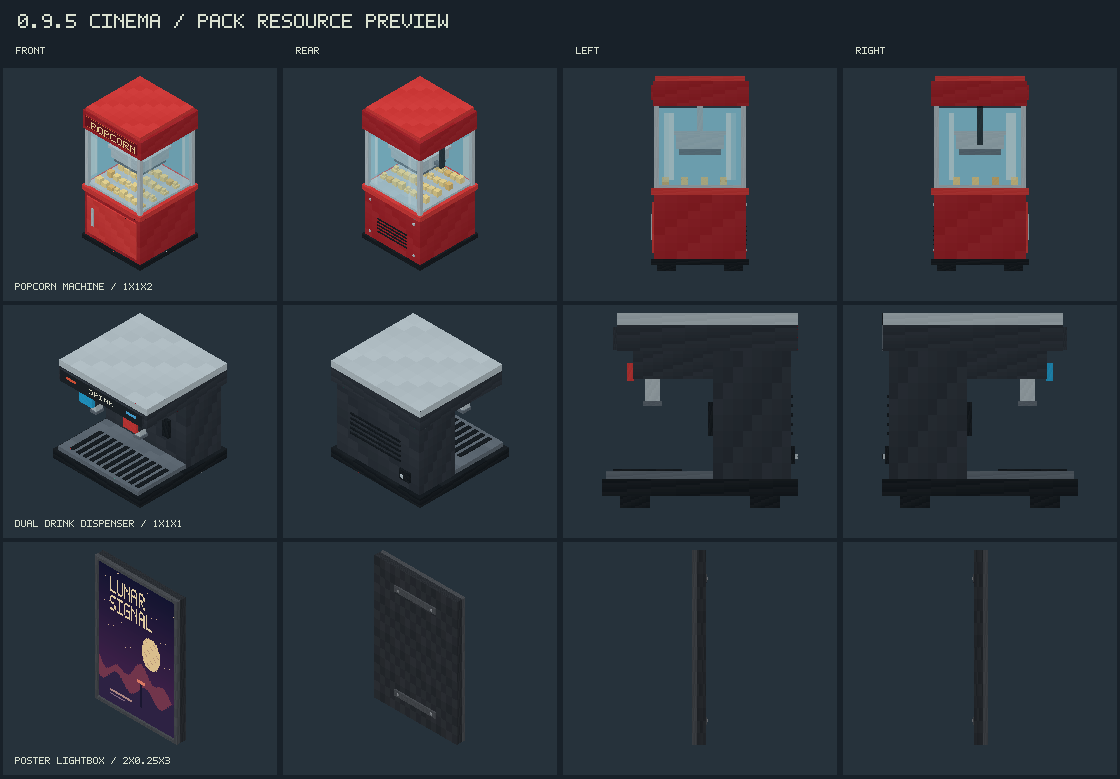 0.9.5 CINEMA / PACK RESOURCE PREVIEW
FRONT REAR LEFT RIGHT
POPCORN
POPCORN MACHINE / 1X1X2
DUAL DRINK DISPENSER / 1X1X1
LUNAR
SIGNAL
POSTER LIGHTBOX / 2X0.25X3